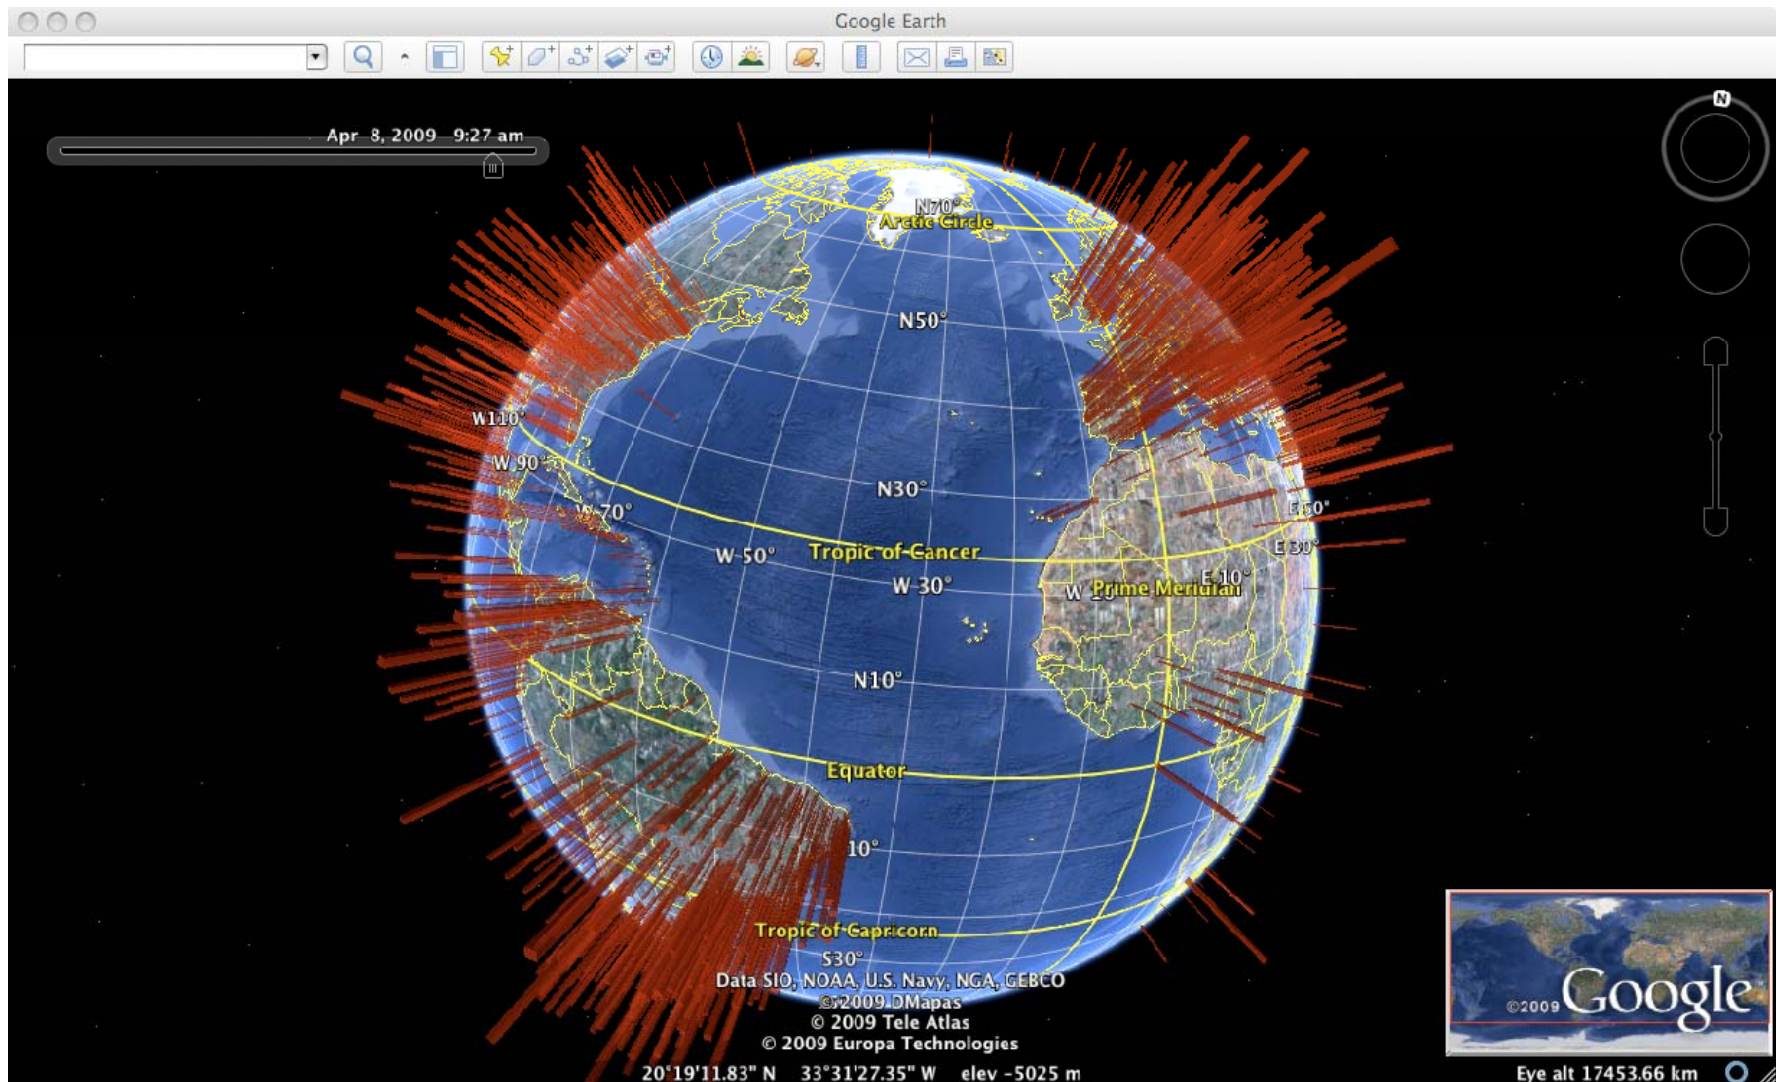 Google Earth
Apr 8, 2009 9:27 am
N
N70°
Arctic Circle
N50°
W110°
W 90°
N30°
W 70°
E 50°
E 30°
W 50°
Tropic of Cancer
W 30°
E 10°
Prime Meridian
N10°
Equator
10°
Tropic of Capricorn
S30°
Data SIO, NOAA, U.S. Navy, NGA, GEBCO
© 2009 DMapas
© 2009 Tele Atlas
© 2009 Europa Technologies
©2009 Google
20°19'11.83" N 33°31'27.35" W elev -5025 m
Eye alt 17453.66 km